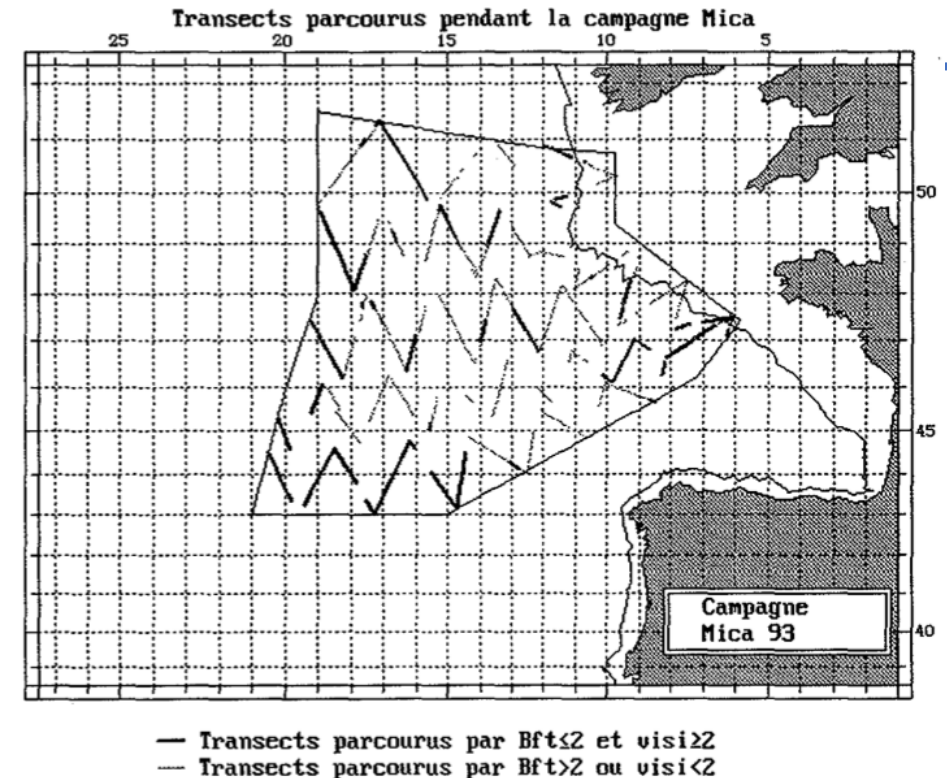 Transects parcourus pendant la campagne Mica
25 20 15 10 5
50
45
40
Campagne
Mica 93
Transects parcourus par Bft≤2 et visi≥2
Transects parcourus par Bft>2 ou visi<2